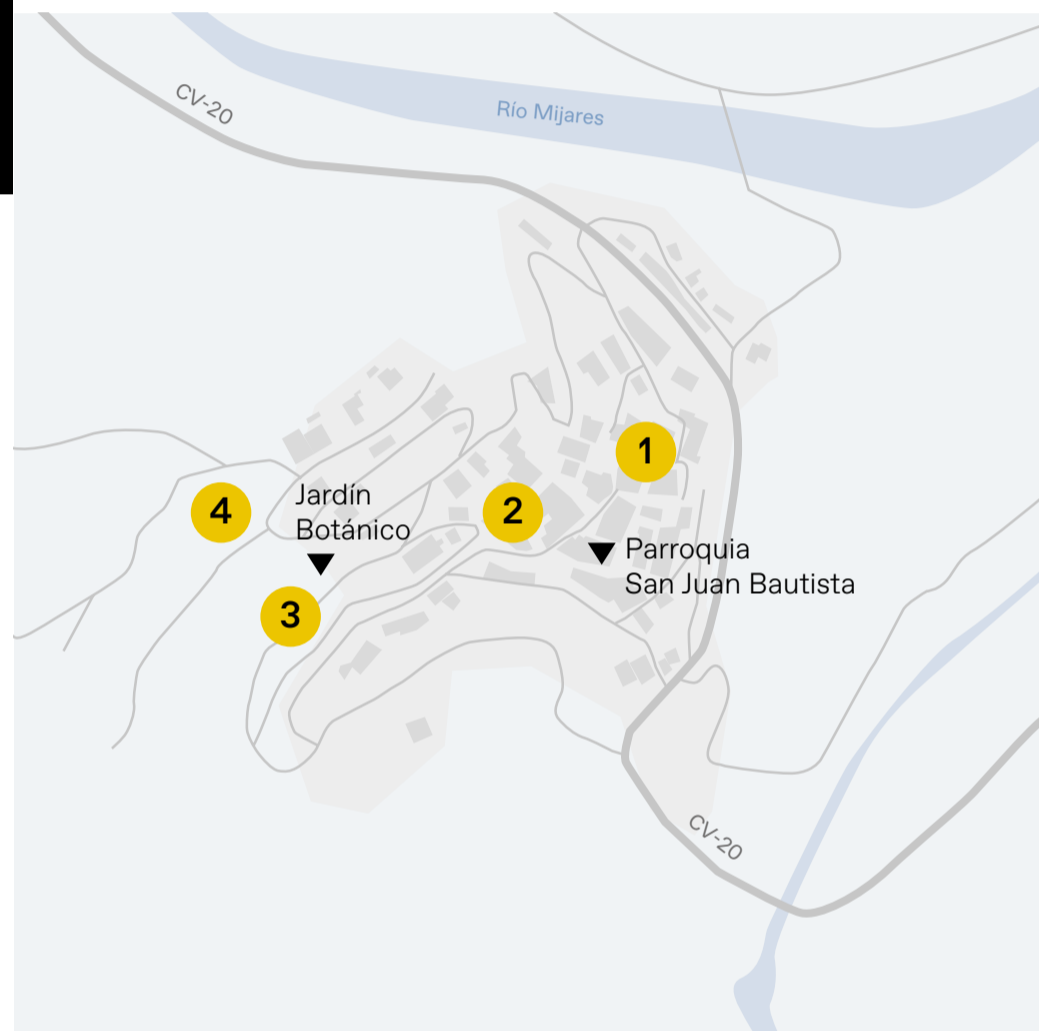 CV-20
Río Mijares
1
4
Jardín
Botánico
2
Parroquia
San Juan Bautista
3
CV-20